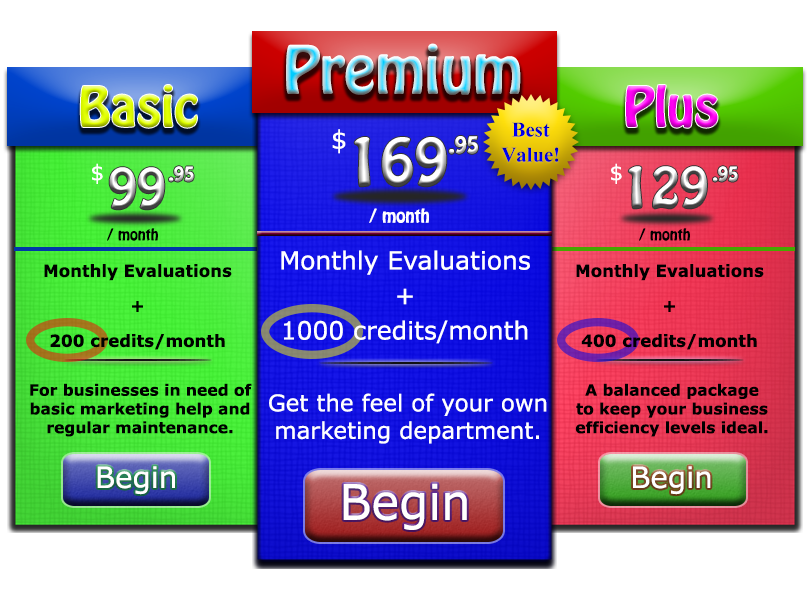 Basic
$99.95
/ month
Monthly Evaluations
+
200 credits/month
For businesses in need of
basic marketing help and
regular maintenance.
Begin
Premium
$169.95
/ month
Best
Value!
Monthly Evaluations
+
1000 credits/month
Get the feel of your own
marketing department.
Begin
Plus
$129.95
/ month
Monthly Evaluations
+
400 credits/month
A balanced package
to keep your business
efficiency levels ideal.
Begin